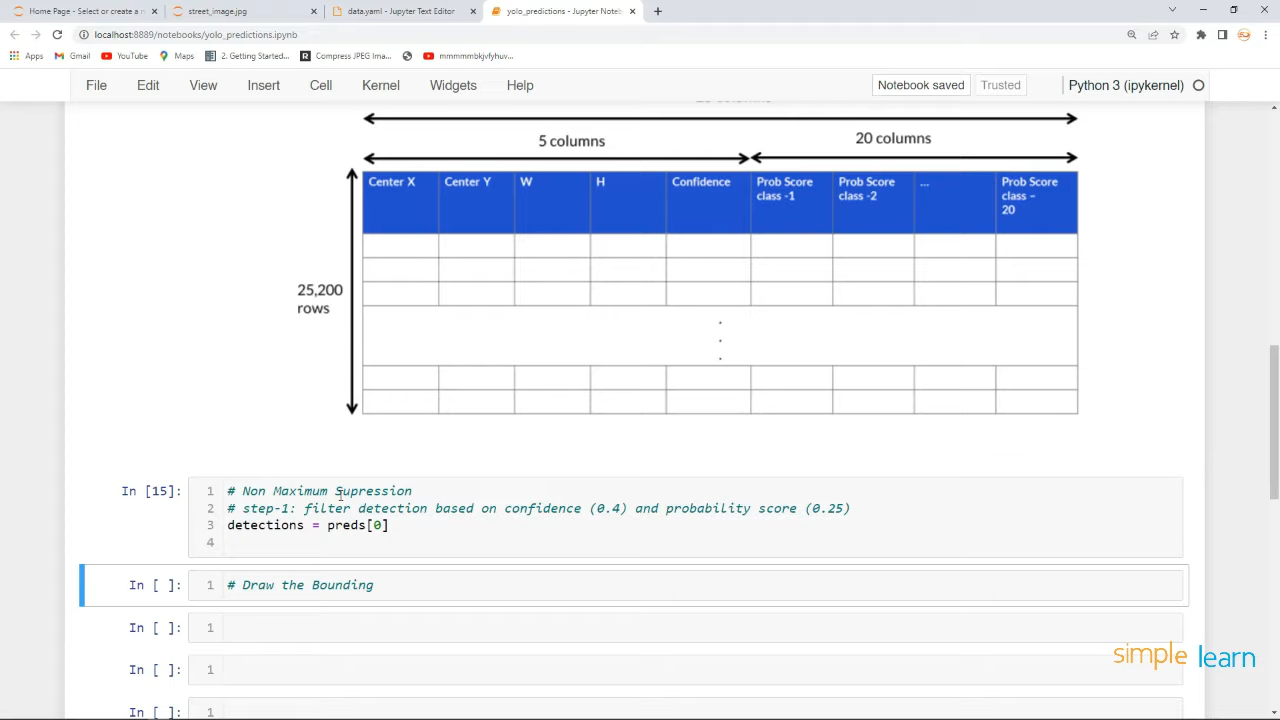 Home Page - Select or create a n
street_image.jpg
data.yaml - Jupyter Text Editor
yolo_predictions - Jupyter Noteb
localhost:8889/notebooks/yolo_predictions.ipynb
Apps
Gmail
YouTube
Maps
2. Getting Started...
Compress JPEG Ima...
mmmmmmbkjvfyhuv...
File
Edit
View
Insert
Cell
Kernel
Widgets
Help
Notebook saved
Trusted
Python 3 (ipykernel)
5 columns
20 columns
Center X
Center Y
W
H
Confidence
Prob Score
class -1
Prob Score
class -2
...
Prob Score
class –
20
25,200
rows
.
.
.
In [15]:
1 # Non Maximum Supression
2 # step-1: filter detection based on confidence (0.4) and probability score (0.25)
3 detections = preds[0]
4
In [ ]:
1 # Draw the Bounding
In [ ]:
1
In [ ]:
1
In [ ]:
1
simplelearn